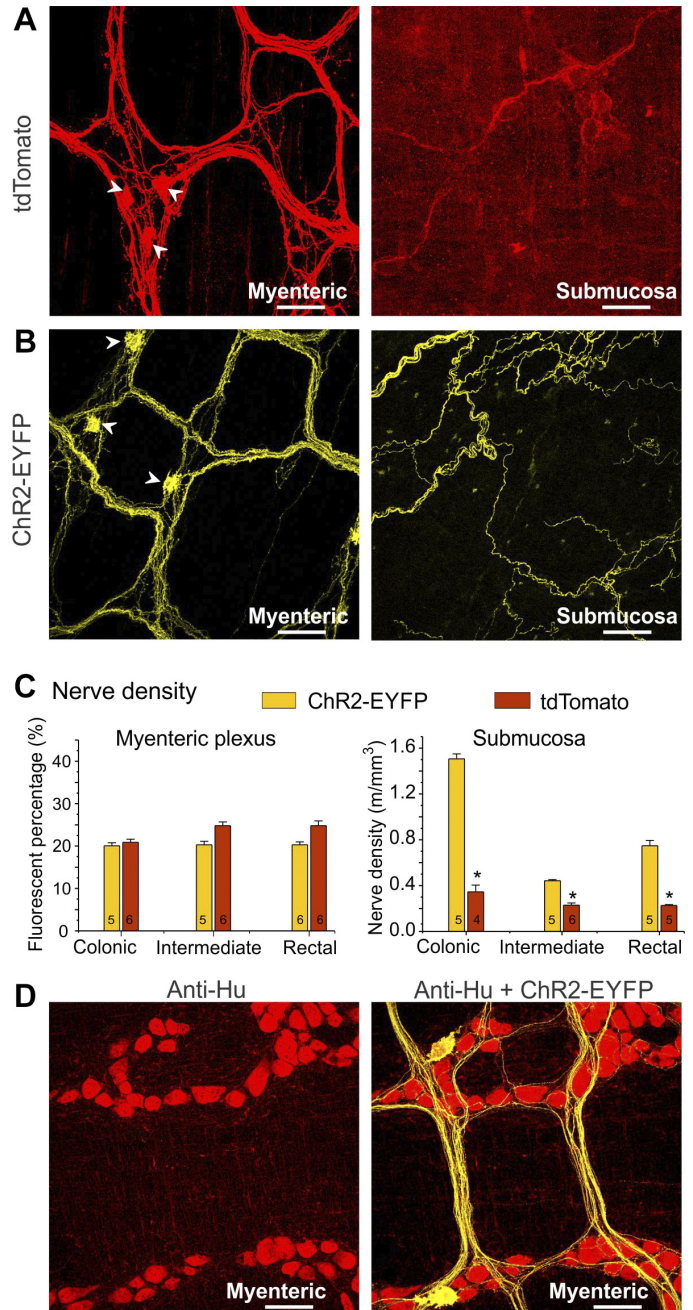 A
tdTomato
Myenteric
Submucosa
B
ChR2-EYFP
Myenteric
Submucosa
C Nerve density
ChR2-EYFP
tdTomato
Myenteric plexus
Fluorescent percentage (%)
40
30
20
10
0
5 6 5 6 6 6
Colonic Intermediate Rectal
Submucosa
Nerve density (m/mm³)
1.6
1.2
0.8
0.4
0.0
* * *
5 4 5 6 5 5
Colonic Intermediate Rectal
D
Anti-Hu
Anti-Hu + ChR2-EYFP
Myenteric
Myenteric